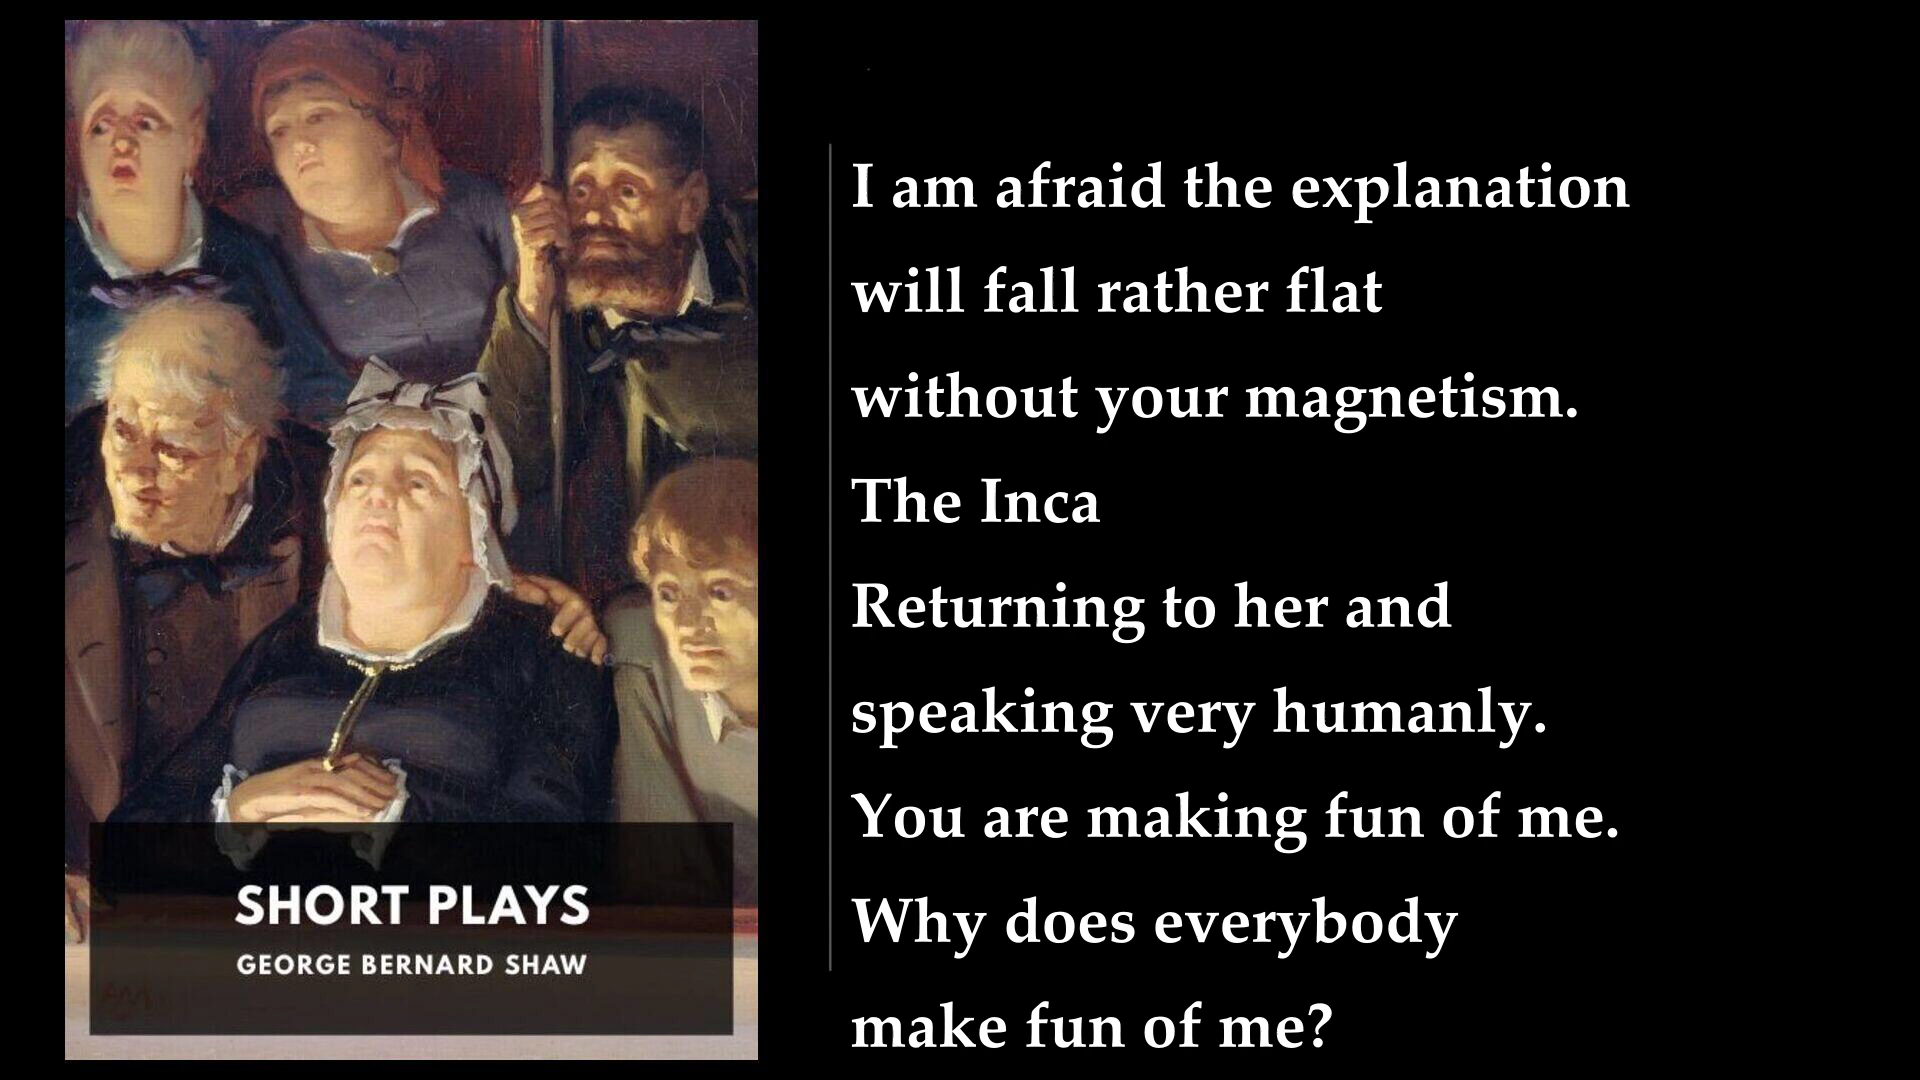 I am afraid the explanation
will fall rather flat
without your magnetism.
The Inca
Returning to her and
speaking very humanly.
You are making fun of me.
Why does everybody
make fun of me?
SHORT PLAYS
GEORGE BERNARD SHAW